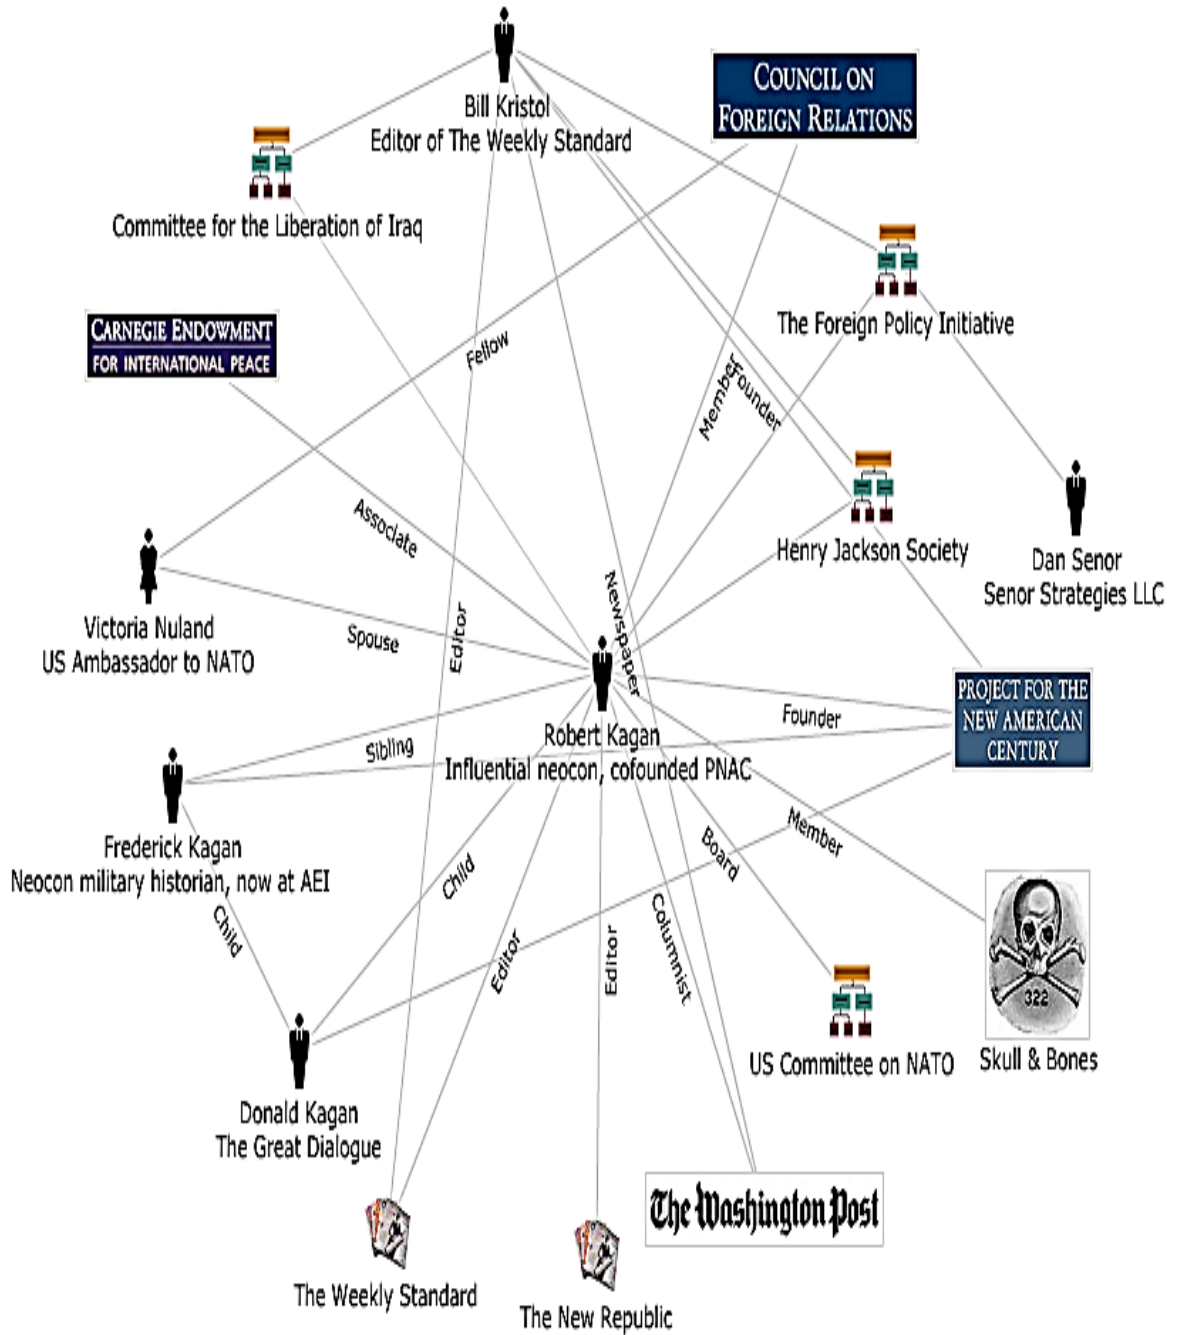 Bill Kristol
Editor of The Weekly Standard
COUNCIL ON
FOREIGN RELATIONS
Committee for the Liberation of Iraq
The Foreign Policy Initiative
CARNEGIE ENDOWMENT
FOR INTERNATIONAL PEACE
Fellow
Member
Founder
Associate
Henry Jackson Society
Dan Senor
Senor Strategies LLC
Victoria Nuland
US Ambassador to NATO
Spouse
Editor
Newspaper
PROJECT FOR THE
NEW AMERICAN
CENTURY
Founder
Robert Kagan
Influential neocon, cofounded PNAC
Sibling
Frederick Kagan
Neocon military historian, now at AEI
Child
Child
Board
Member
Editor
Editor
Columnist
322
US Committee on NATO
Skull & Bones
Donald Kagan
The Great Dialogue
The Washington Post
The Weekly Standard
The New Republic